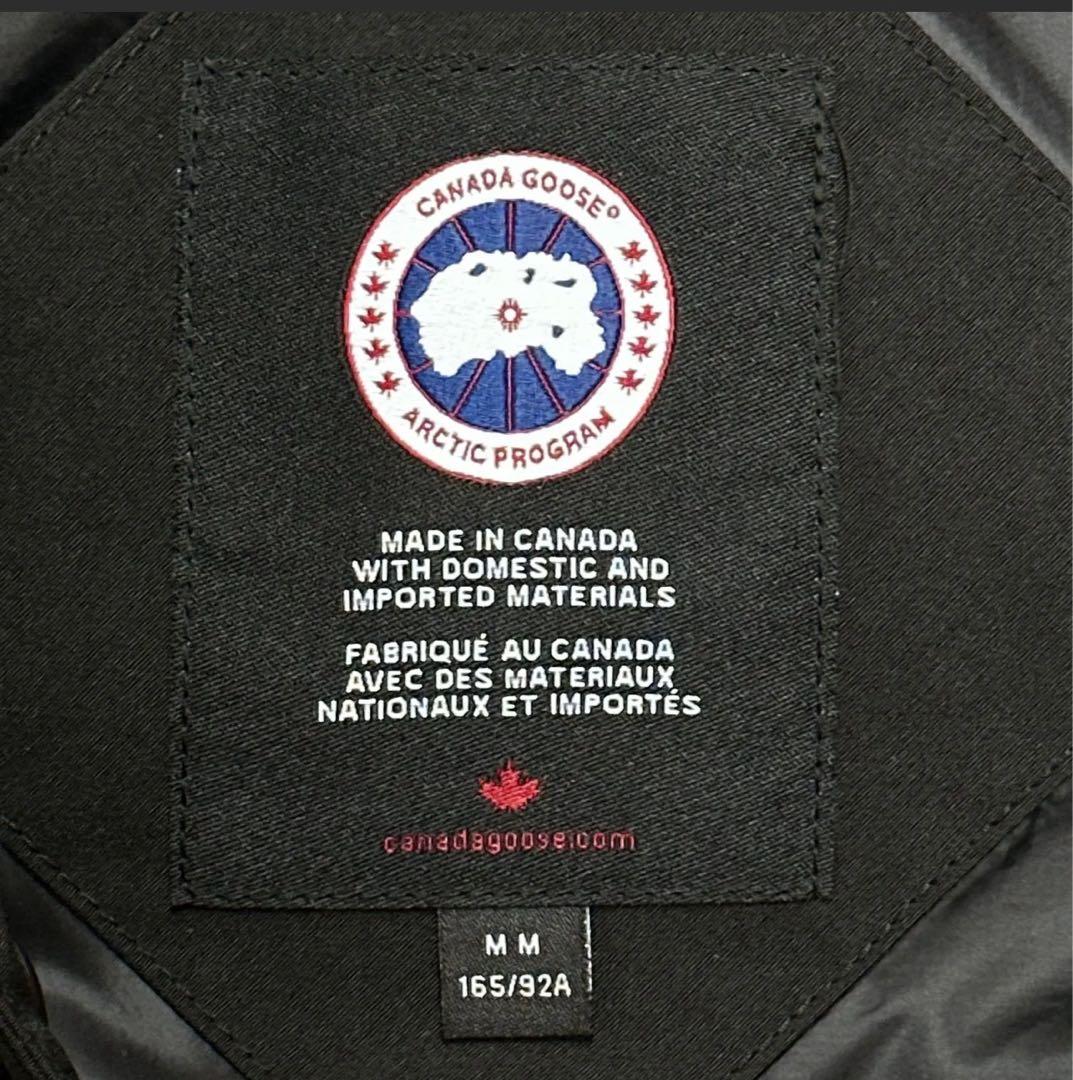 CANADA GOOSE®
ARCTIC PROGRAM
MADE IN CANADA
WITH DOMESTIC AND
IMPORTED MATERIALS
FABRIQUÉ AU CANADA
AVEC DES MATERIAUX
NATIONAUX ET IMPORTÉS
canadagoose.com
M M
165/92A